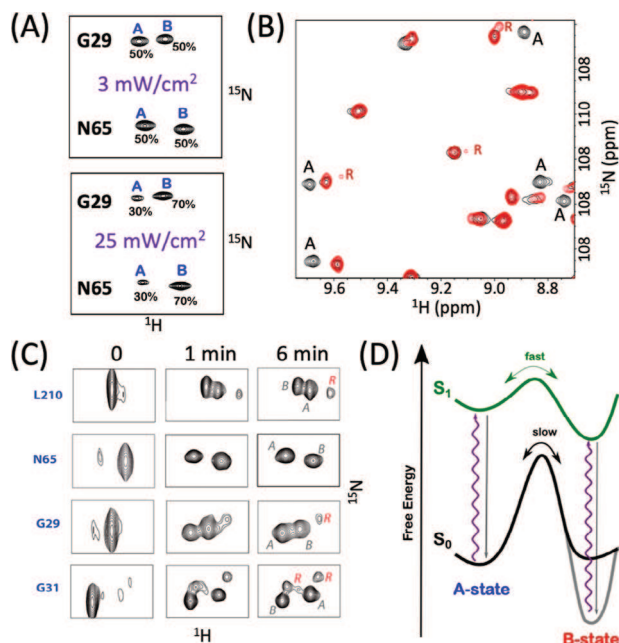 (A)
A B
G29
50% 50%
3 mW/cm²
¹⁵N
N65
50% 50%
A B
G29
30% 70%
25 mW/cm²
¹⁵N
N65
30% 70%
¹H
(B)
R
A
R
R
A
A
A
A
108
110
108
108
108
¹⁵N (ppm)
9.6 9.4 9.2 9.0 8.8
¹H (ppm)
(C)
0 1 min 6 min
L210
B
A
R
N65
A
B
G29
R
A B
G31
R R
B A
¹⁵N
¹H
(D)
Free Energy
S₁
fast
slow
S₀
A-state
B-state